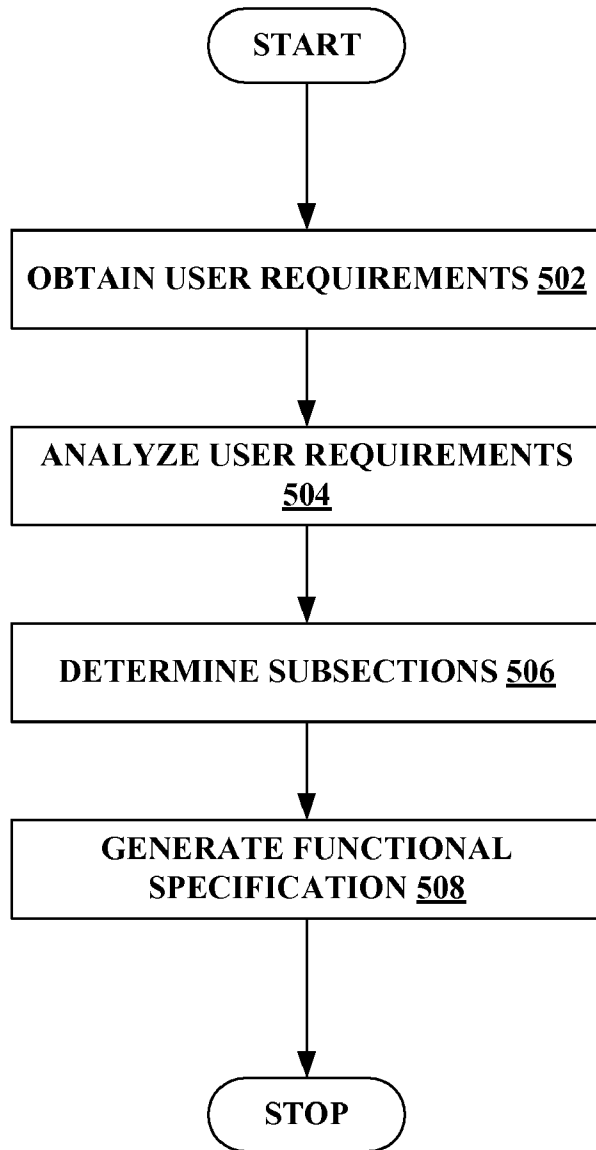 START
OBTAIN USER REQUIREMENTS 502
ANALYZE USER REQUIREMENTS
504
DETERMINE SUBSECTIONS 506
GENERATE FUNCTIONAL
SPECIFICATION 508
STOP